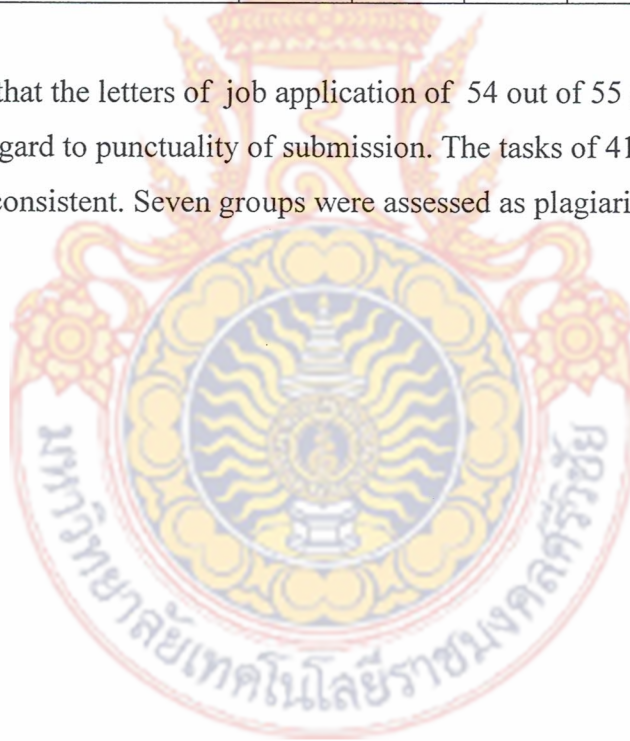 that the letters of job application of 54 out of 55
gard to punctuality of submission. The tasks of 41
consistent. Seven groups were assessed as plagiari
มหาวิทยาลัยเทคโนโลยีราชมงคลศรีวิชัย